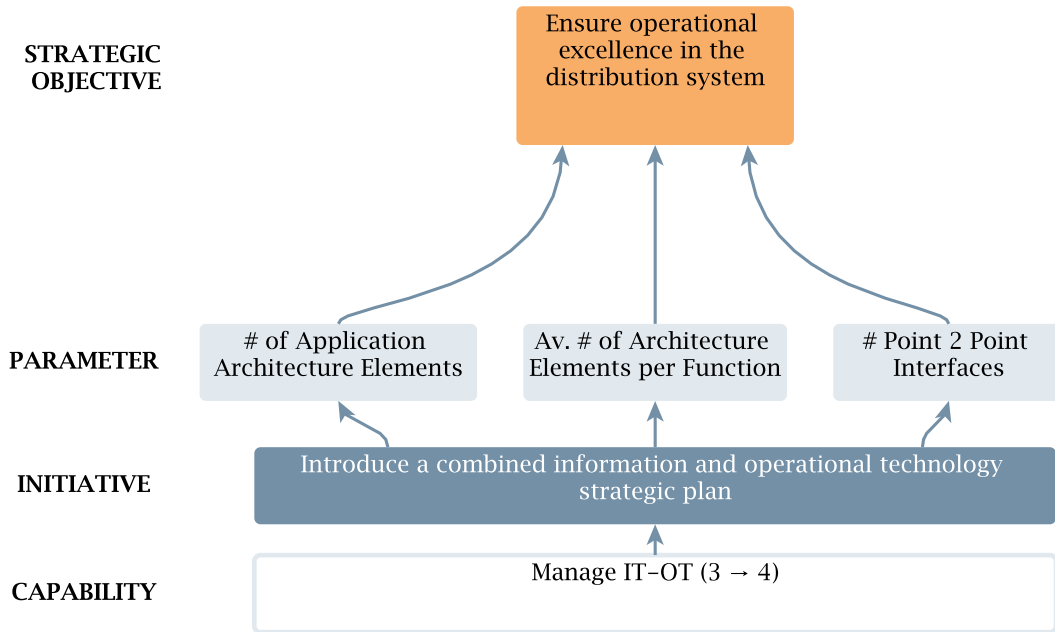 STRATEGIC
OBJECTIVE
Ensure operational
excellence in the
distribution system
PARAMETER
# of Application
Architecture Elements
Av. # of Architecture
Elements per Function
# Point 2 Point
Interfaces
INITIATIVE
Introduce a combined information and operational technology
strategic plan
CAPABILITY
Manage IT–OT (3 → 4)